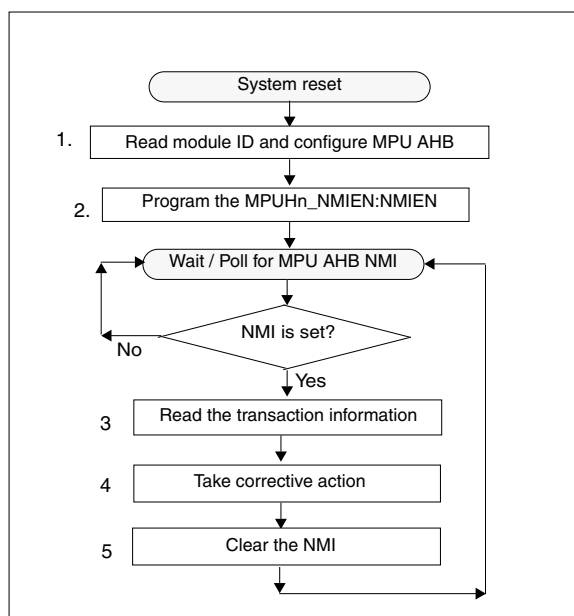 System reset
1. Read module ID and configure MPU AHB
2. Program the MPUHn_NMIEN:NMIEN
Wait / Poll for MPU AHB NMI
NMI is set?
No
Yes
3 Read the transaction information
4 Take corrective action
5 Clear the NMI